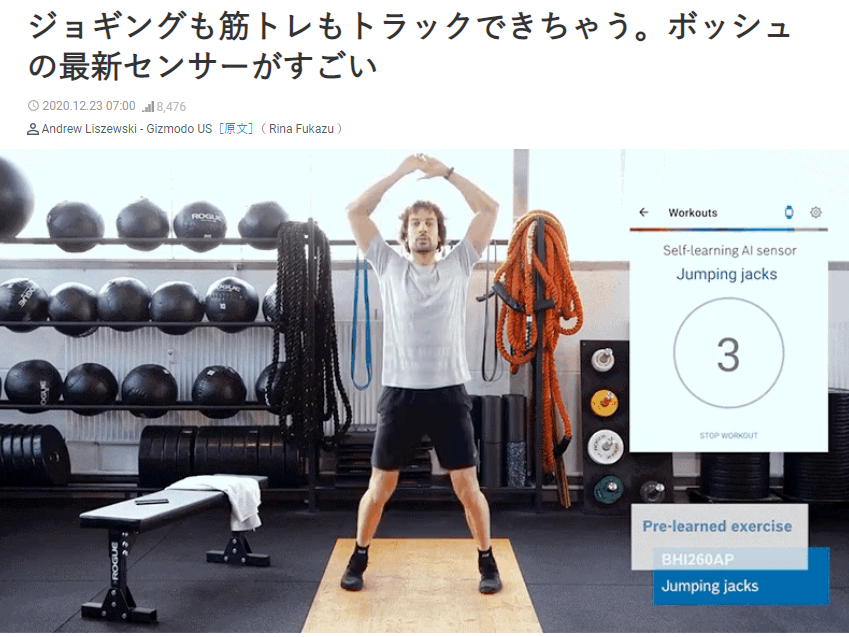 ジョギングも筋トレもトラックできちゃう。ボッシュ
の最新センサーがすごい
2020.12.23 07:00 8,476
Andrew Liszewski - Gizmodo US［原文］（ Rina Fukazu ）
ROGUE
Workouts
Self-learning AI sensor
Jumping jacks
10
3
ROGUE
STOP WORKOUT
Pre-learned exercise
BHI260AP
Jumping jacks
ROGUE